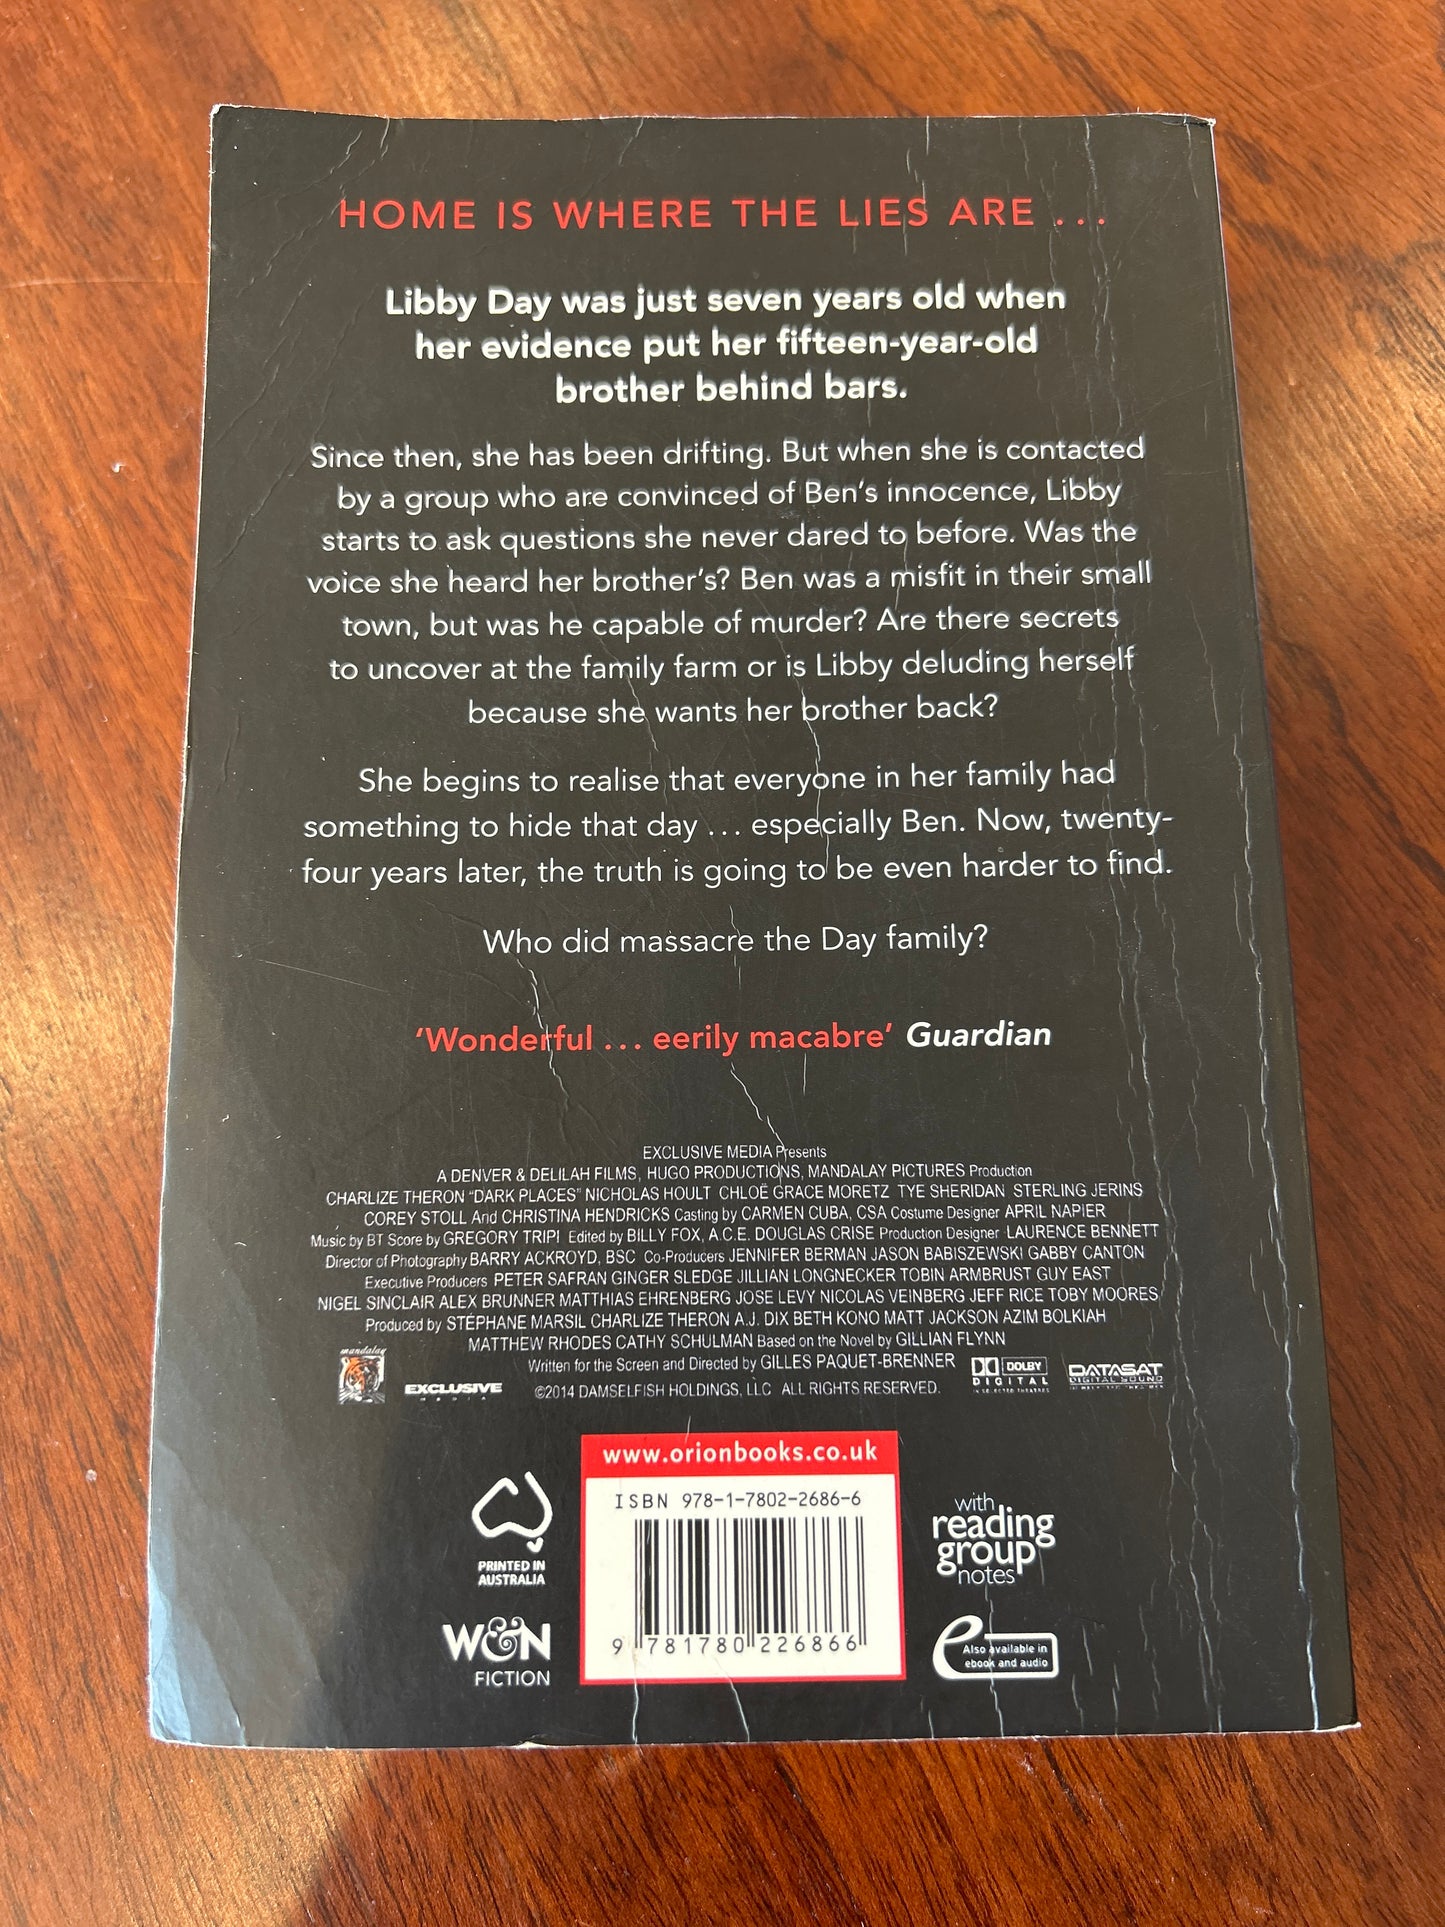 HOME IS WHERE THE LIES ARE . . .
Libby Day was just seven years old when
her evidence put her fifteen-year-old
brother behind bars.
Since then, she has been drifting. But when she is contacted
by a group who are convinced of Ben's innocence, Libby
starts to ask questions she never dared to before. Was the
voice she heard her brother's? Ben was a misfit in their small
town, but was he capable of murder? Are there secrets
to uncover at the family farm or is Libby deluding herself
because she wants her brother back?
She begins to realise that everyone in her family had
something to hide that day ... especially Ben. Now, twenty-
four years later, the truth is going to be even harder to find.
Who did massacre the Day family?
'Wonderful ... eerily macabre' Guardian
EXCLUSIVE MEDIA Presents
A DENVER & DELILAH FILMS, HUGO PRODUCTIONS, MANDALAY PICTURES Production
CHARLIZE THERON "DARK PLACES" NICHOLAS HOULT CHLOË GRACE MORETZ TYE SHERIDAN STERLING JERINS
COREY STOLL And CHRISTINA HENDRICKS Casting by CARMEN CUBA, CSA Costume Designer APRIL NAPIER
Music by BT Score by GREGORY TRIPI Edited by BILLY FOX, A.C.E. DOUGLAS CRISE Production Designer LAURENCE BENNETT
Director of Photography BARRY ACKROYD, BSC Co-Producers JENNIFER BERMAN JASON BABISZEWSKI GABBY CANTON
Executive Producers PETER SAFRAN GINGER SLEDGE JILLIAN LONGNECKER TOBIN ARMBRUST GUY EAST
NIGEL SINCLAIR ALEX BRUNNER MATTHIAS EHRENBERG JOSE LEVY NICOLAS VEINBERG JEFF RICE TOBY MOORES
Produced by STÉPHANE MARSIL CHARLIZE THERON A.J. DIX BETH KONO MATT JACKSON AZIM BOLKIAH
MATTHEW RHODES CATHY SCHULMAN Based on the Novel by GILLIAN FLYNN
Written for the Screen and Directed by GILLES PAQUET-BRENNER
©2014 DAMSELFISH HOLDINGS, LLC ALL RIGHTS RESERVED.
mandalay
EXCLUSIVE
MEDIA
DOLBY
DIGITAL
IN SELECTED THEATRES
DATASAT
DIGITAL SOUND
www.orionbooks.co.uk
ISBN 978-1-7802-2686-6
9 781780 226866
PRINTED IN
AUSTRALIA
W&N
FICTION
with
reading
group
notes
e
Also available in
ebook and audio